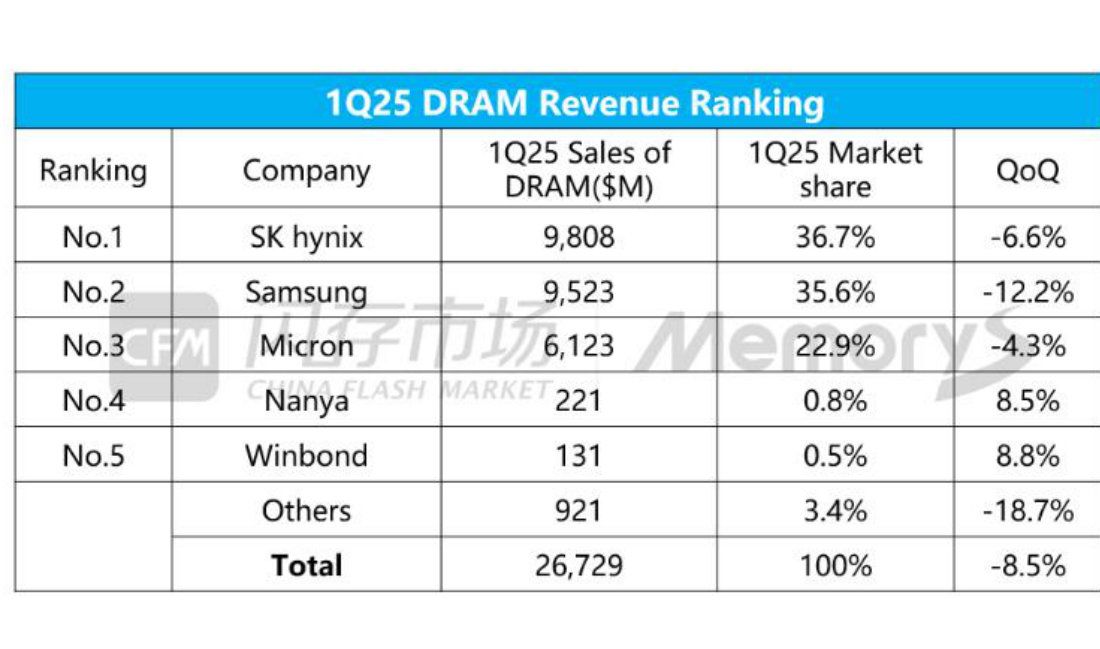 1Q25 DRAM Revenue Ranking
Ranking Company 1Q25 Sales of DRAM($M) 1Q25 Market share QoQ
No.1 SK hynix 9,808 36.7% -6.6%
No.2 Samsung 9,523 35.6% -12.2%
No.3 Micron 6,123 22.9% -4.3%
No.4 Nanya 221 0.8% 8.5%
No.5 Winbond 131 0.5% 8.8%
Others 921 3.4% -18.7%
Total 26,729 100% -8.5%
CFM 闪存市场 MemoryS
CHINA FLASH MARKET